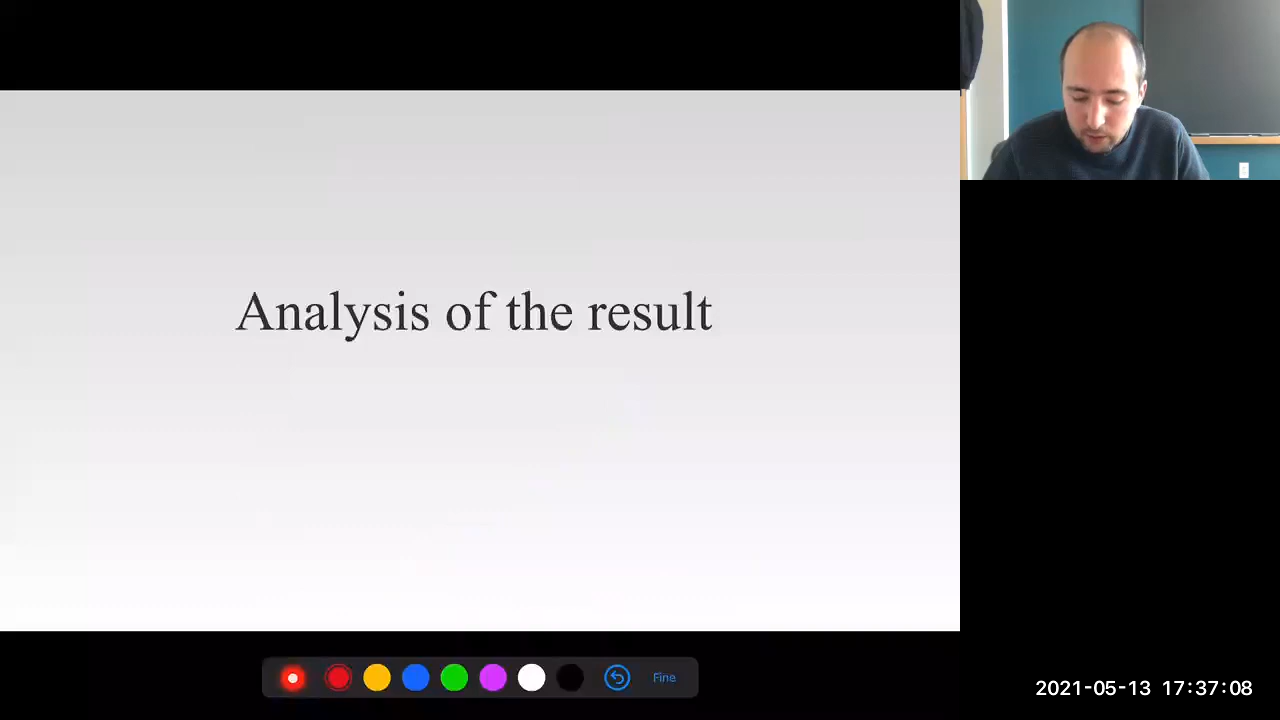 Analysis of the result
Fine
2021-05-13 17:37:08